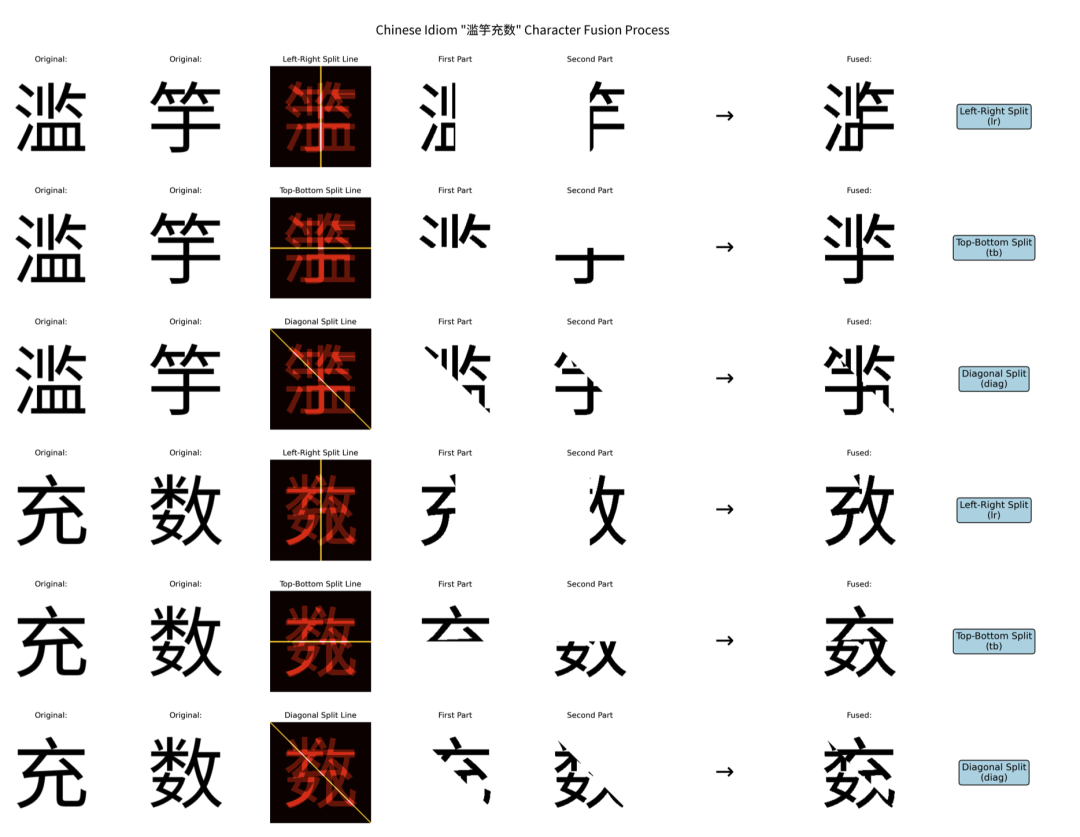 Chinese Idiom "滥竽充数" Character Fusion Process
Original: Original: Left-Right Split Line First Part Second Part Fused:
滥 竽 → Left-Right Split
(lr)
Original: Original: Top-Bottom Split Line First Part Second Part Fused:
滥 竽 → Top-Bottom Split
(tb)
Original: Original: Diagonal Split Line First Part Second Part Fused:
滥 竽 → Diagonal Split
(diag)
Original: Original: Left-Right Split Line First Part Second Part Fused:
充 数 → Left-Right Split
(lr)
Original: Original: Top-Bottom Split Line First Part Second Part Fused:
充 数 → Top-Bottom Split
(tb)
Original: Original: Diagonal Split Line First Part Second Part Fused:
充 数 → Diagonal Split
(diag)